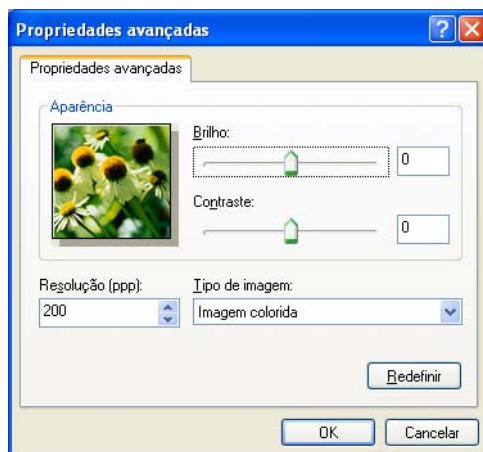 Propriedades avançadas
Propriedades avançadas
Aparência
Brilho:
0
Contraste:
0
Resolução (ppp):
200
Tipo de imagem:
Imagem colorida
Redefinir
OK
Cancelar